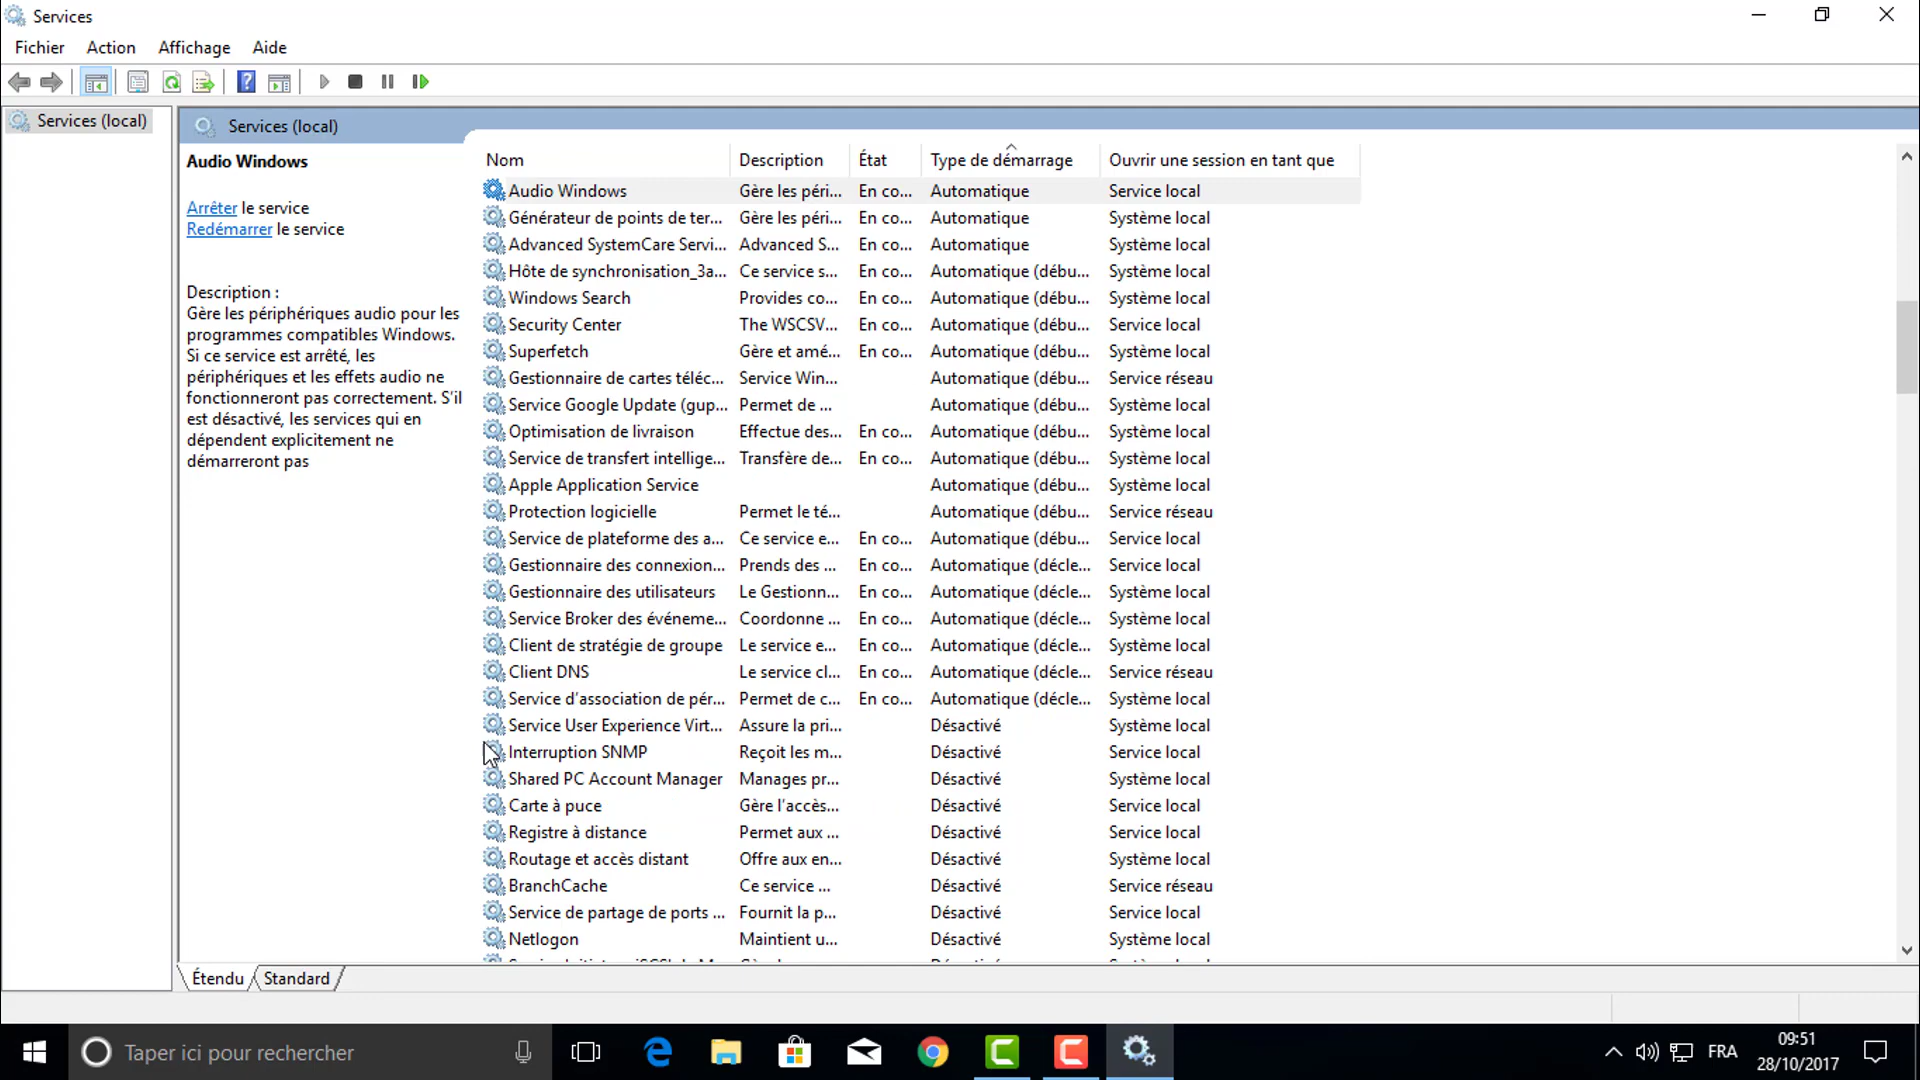 Services
Fichier Action Affichage Aide
Services (local)
Services (local)
Audio Windows
Arrêter le service
Redémarrer le service
Description :
Gère les périphériques audio pour les
programmes compatibles Windows.
Si ce service est arrêté, les
périphériques et les effets audio ne
fonctionneront pas correctement. S'il
est désactivé, les services qui en
dépendent explicitement ne
démarreront pas
Nom Description État Type de démarrage Ouvrir une session en tant que
Audio Windows Gère les péri... En co... Automatique Service local
Générateur de points de ter... Gère les péri... En co... Automatique Système local
Advanced SystemCare Servi... Advanced S... En co... Automatique Système local
Hôte de synchronisation_3a... Ce service s... En co... Automatique (débu... Système local
Windows Search Provides co... En co... Automatique (débu... Système local
Security Center The WSCSV... En co... Automatique (débu... Service local
Superfetch Gère et amé... En co... Automatique (débu... Système local
Gestionnaire de cartes téléc... Service Win... Automatique (débu... Service réseau
Service Google Update (gup... Permet de ... Automatique (débu... Système local
Optimisation de livraison Effectue des... En co... Automatique (débu... Système local
Service de transfert intellige... Transfère de... En co... Automatique (débu... Système local
Apple Application Service Automatique (débu... Système local
Protection logicielle Permet le té... Automatique (débu... Service réseau
Service de plateforme des a... Ce service e... En co... Automatique (débu... Service local
Gestionnaire des connexion... Prends des ... En co... Automatique (décle... Service local
Gestionnaire des utilisateurs Le Gestionn... En co... Automatique (décle... Système local
Service Broker des événeme... Coordonne ... En co... Automatique (décle... Système local
Client de stratégie de groupe Le service e... En co... Automatique (décle... Système local
Client DNS Le service cl... En co... Automatique (décle... Service réseau
Service d'association de pér... Permet de c... En co... Automatique (décle... Système local
Service User Experience Virt... Assure la pri... Désactivé Système local
Interruption SNMP Reçoit les m... Désactivé Service local
Shared PC Account Manager Manages pr... Désactivé Système local
Carte à puce Gère l'accès... Désactivé Service local
Registre à distance Permet aux ... Désactivé Service local
Routage et accès distant Offre aux en... Désactivé Système local
BranchCache Ce service ... Désactivé Service réseau
Service de partage de ports ... Fournit la p... Désactivé Service local
Netlogon Maintient u... Désactivé Système local
Étendu Standard
Taper ici pour rechercher
FRA
09:51
28/10/2017